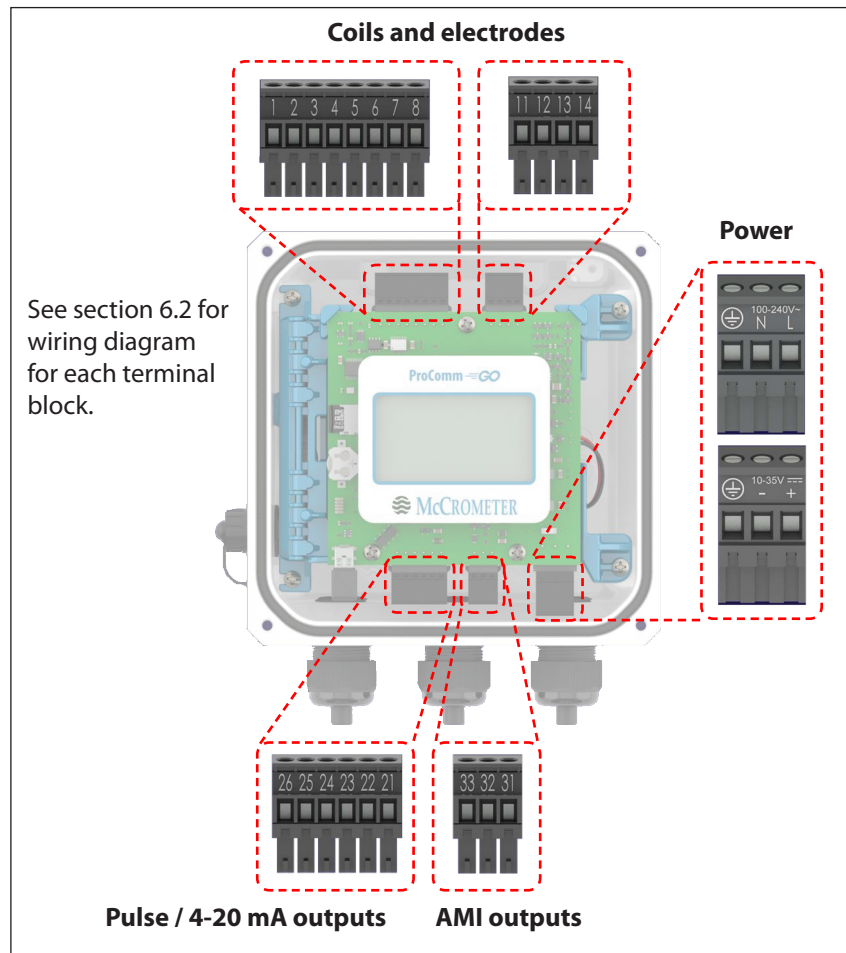 Coils and electrodes
1 2 3 4 5 6 7 8
11 12 13 14
Power
100-240V~
N L
10-35V ⎓
- +
See section 6.2 for
wiring diagram
for each terminal
block.
ProComm GO
McCROMETER
26 25 24 23 22 21
33 32 31
Pulse / 4-20 mA outputs
AMI outputs